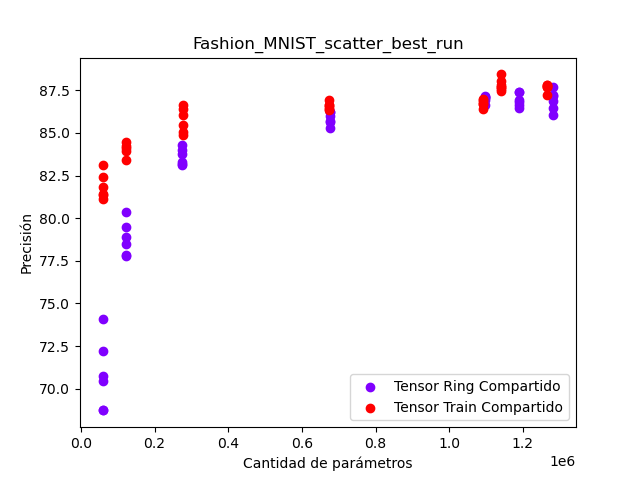 Fashion_MNIST_scatter_best_run
87.5
85.0
82.5
80.0
77.5
75.0
72.5
70.0
Precisión
Tensor Ring Compartido
Tensor Train Compartido
0.0 0.2 0.4 0.6 0.8 1.0 1.2
1e6
Cantidad de parámetros